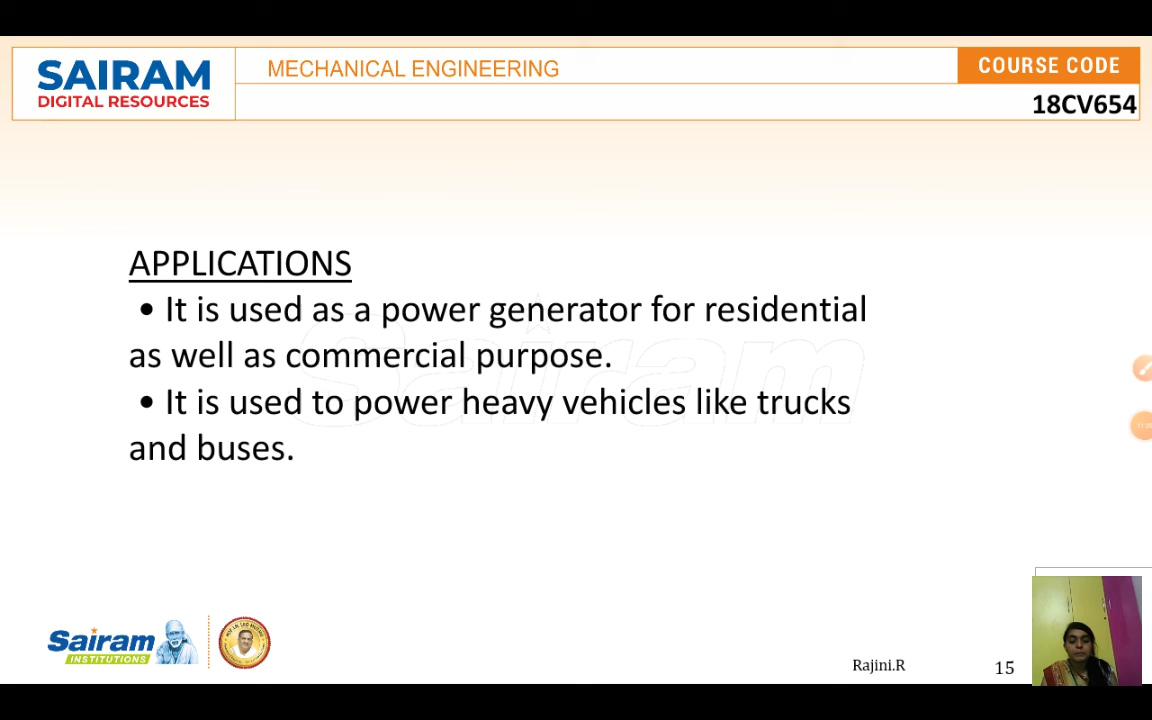 SAIRAM
DIGITAL RESOURCES
MECHANICAL ENGINEERING
COURSE CODE
18CV654
APPLICATIONS
• It is used as a power generator for residential
as well as commercial purpose.
• It is used to power heavy vehicles like trucks
and buses.
Sairam
Sairam
INSTITUTIONS
Rajini.R
15